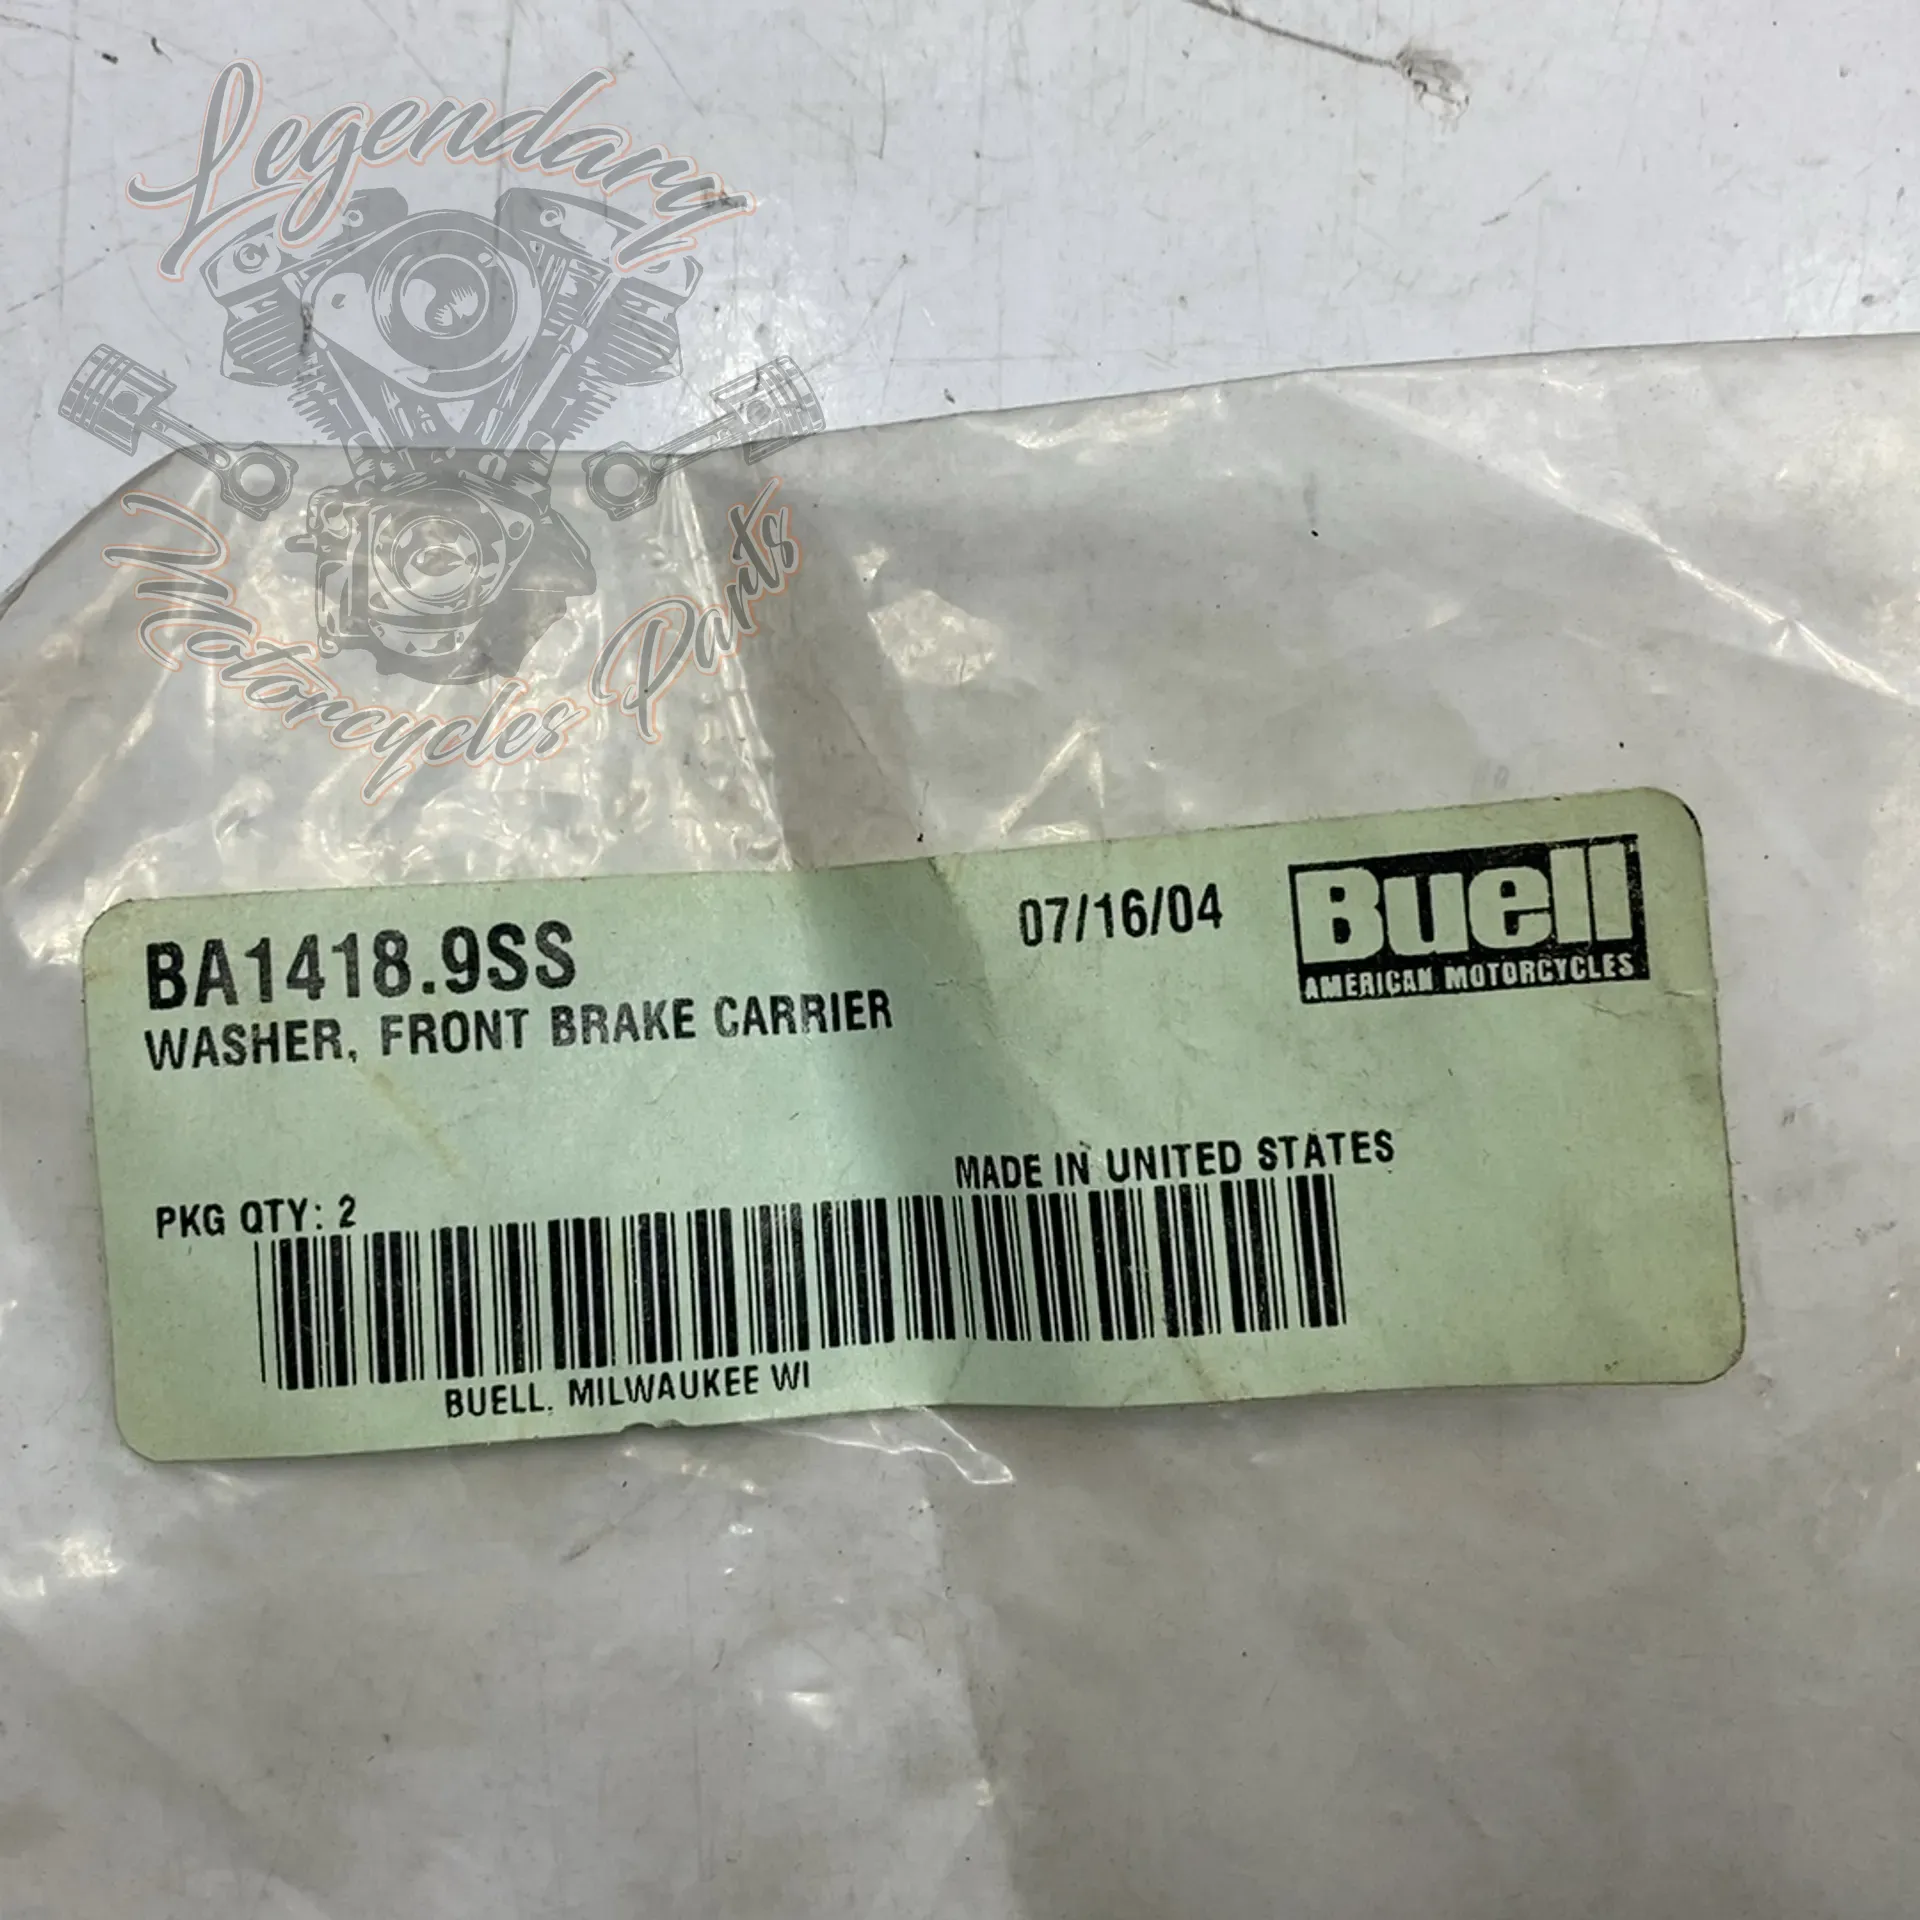 Legendary
Motorcycles Parts
BA1418.9SS
07/16/04
Buell
AMERICAN MOTORCYCLES
WASHER, FRONT BRAKE CARRIER
MADE IN UNITED STATES
PKG QTY: 2
BUELL. MILWAUKEE WI